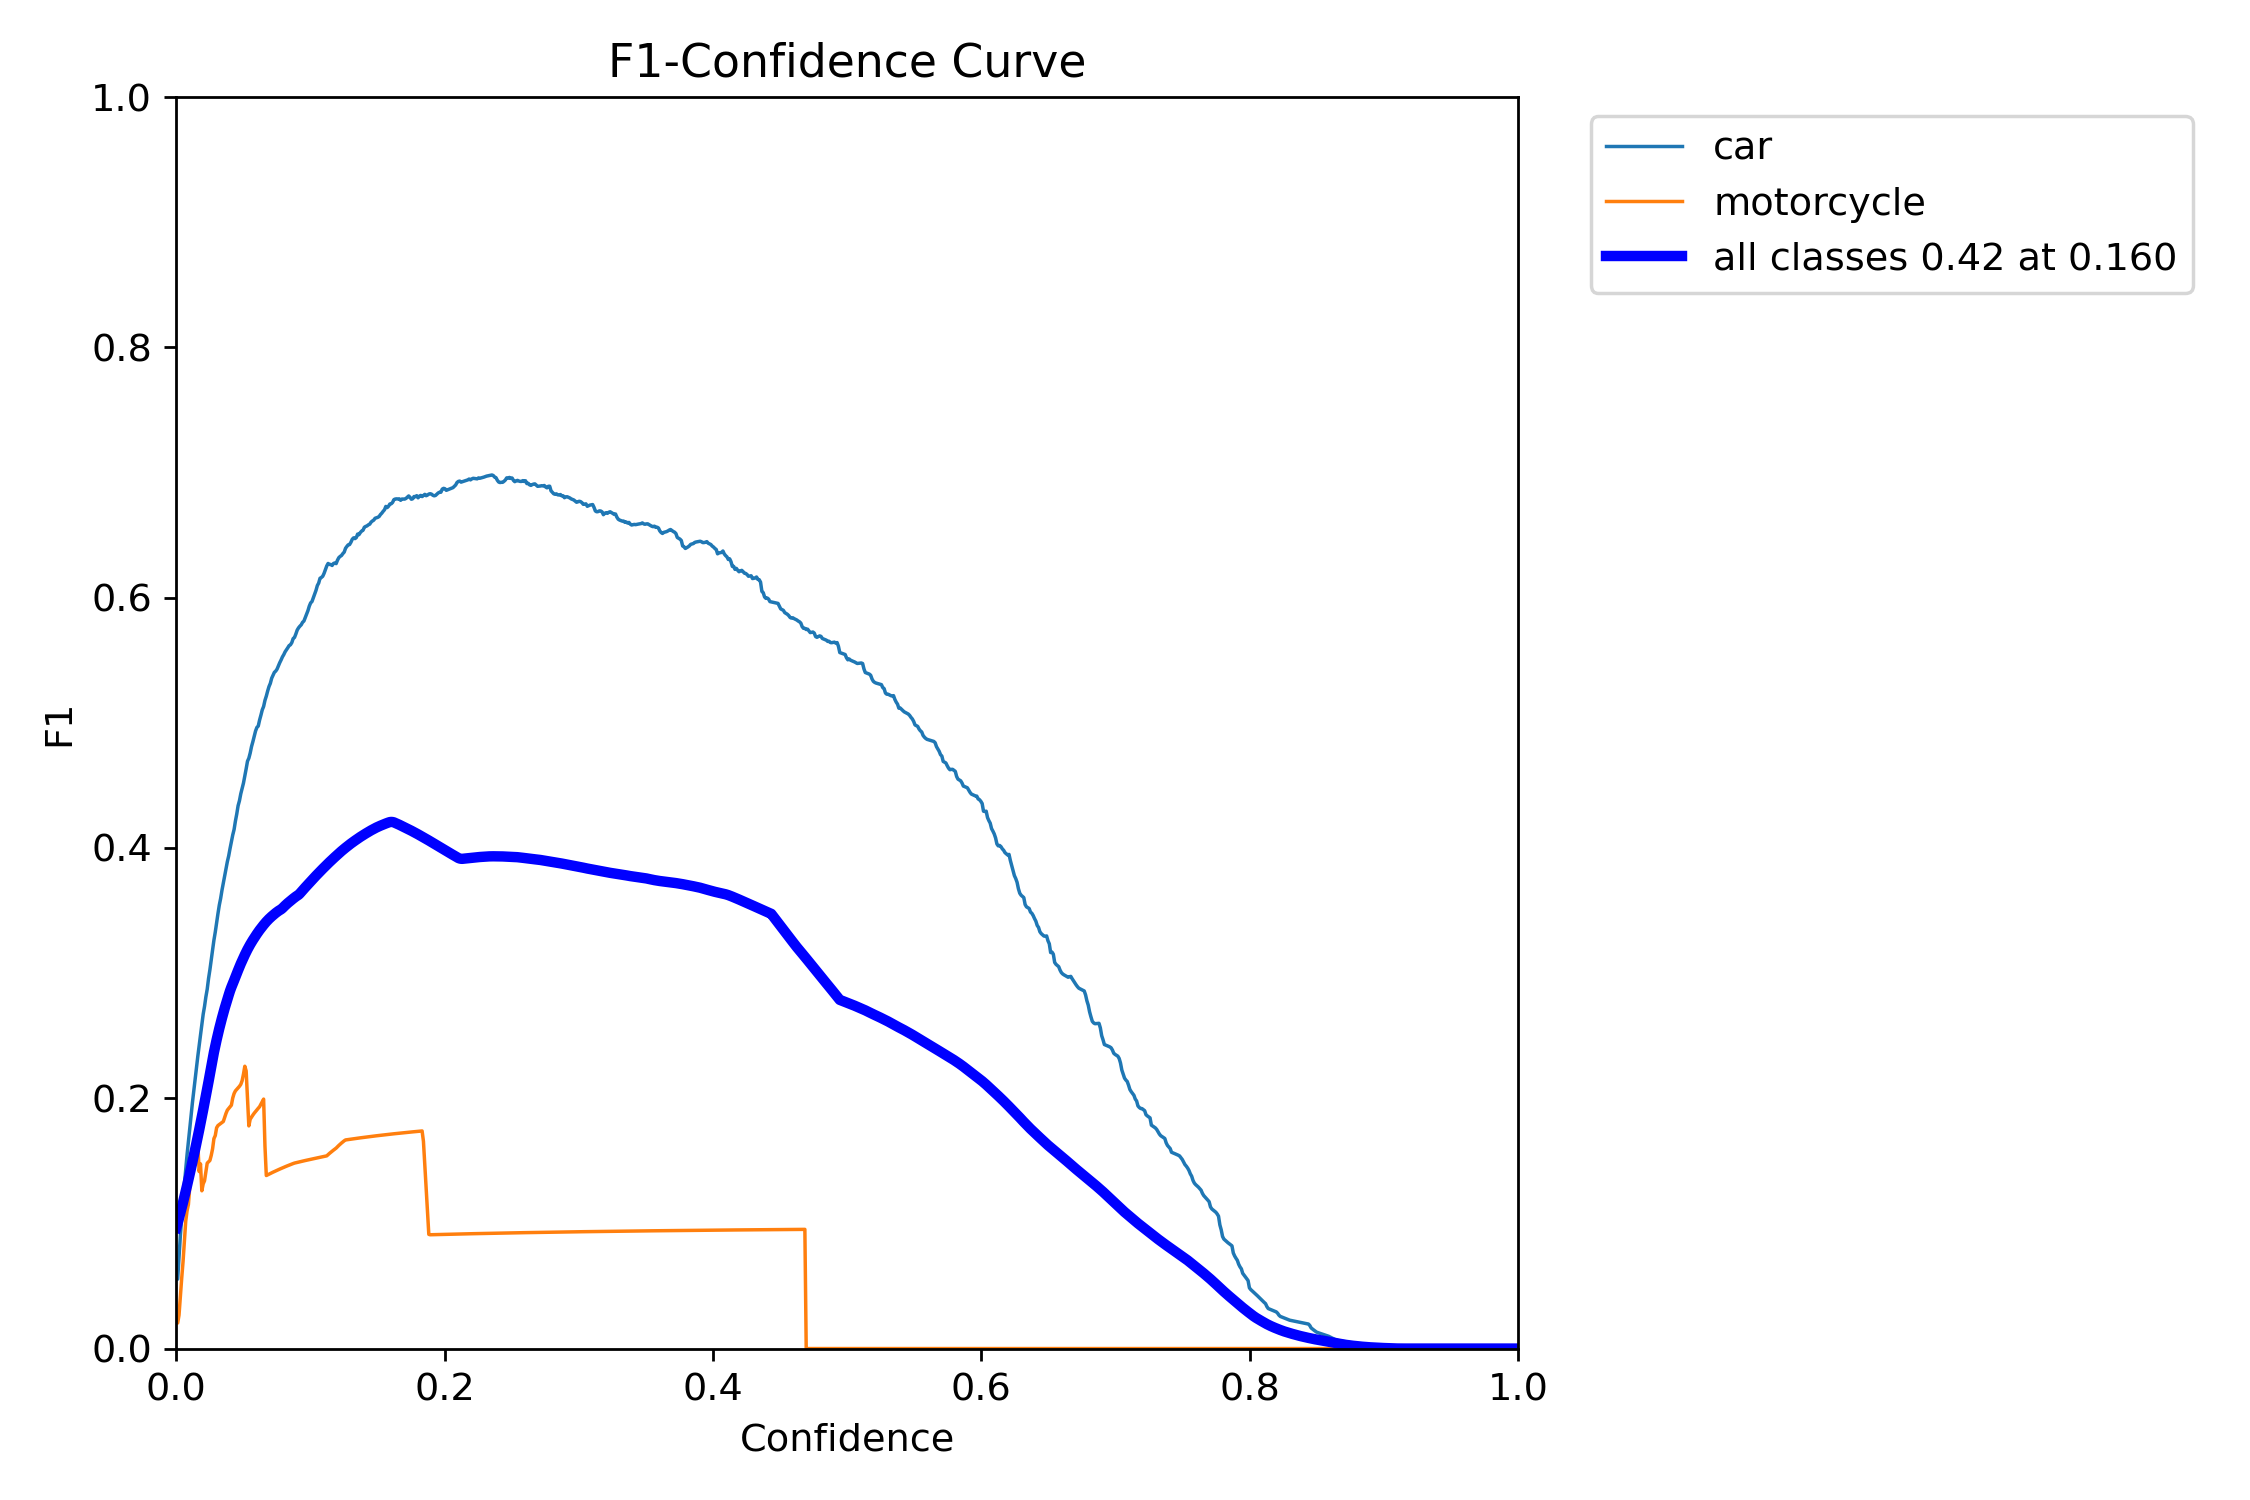 F1-Confidence Curve
car
motorcycle
all classes 0.42 at 0.160
1.0
0.8
0.6
0.4
0.2
0.0
F1
0.0 0.2 0.4 0.6 0.8 1.0
Confidence